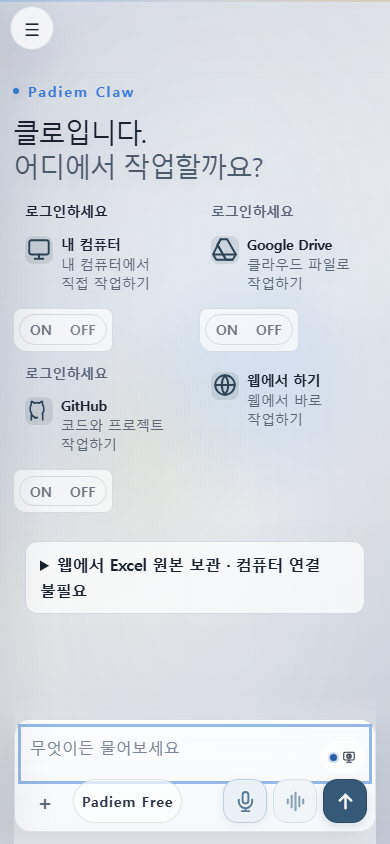 Padiem Claw
클로입니다.
어디에서 작업할까요?
로그인하세요
내 컴퓨터
내 컴퓨터에서
직접 작업하기
ON OFF
로그인하세요
Google Drive
클라우드 파일로
작업하기
ON OFF
로그인하세요
GitHub
코드와 프로젝트
작업하기
ON OFF
웹에서 하기
웹에서 바로
작업하기
▶ 웹에서 Excel 원본 보관 · 컴퓨터 연결
불필요
무엇이든 물어보세요
+ Padiem Free